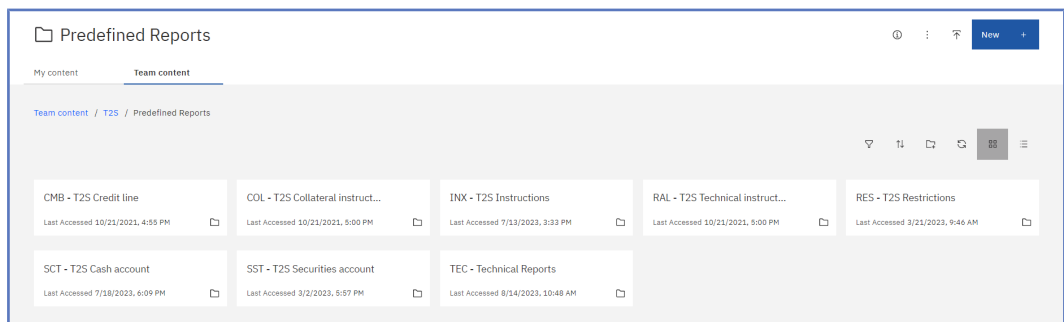 Predefined Reports
New +
My content Team content
Team content / T2S / Predefined Reports
CMB - T2S Credit line COL - T2S Collateral instruct... INX - T2S Instructions RAL - T2S Technical instruct... RES - T2S Restrictions
Last Accessed 10/21/2021, 4:55 PM Last Accessed 10/21/2021, 5:00 PM Last Accessed 7/13/2023, 3:33 PM Last Accessed 10/21/2021, 5:00 PM Last Accessed 3/21/2023, 9:46 AM
SCT - T2S Cash account SST - T2S Securities account TEC - Technical Reports
Last Accessed 7/18/2023, 6:09 PM Last Accessed 3/2/2023, 5:57 PM Last Accessed 8/14/2023, 10:48 AM